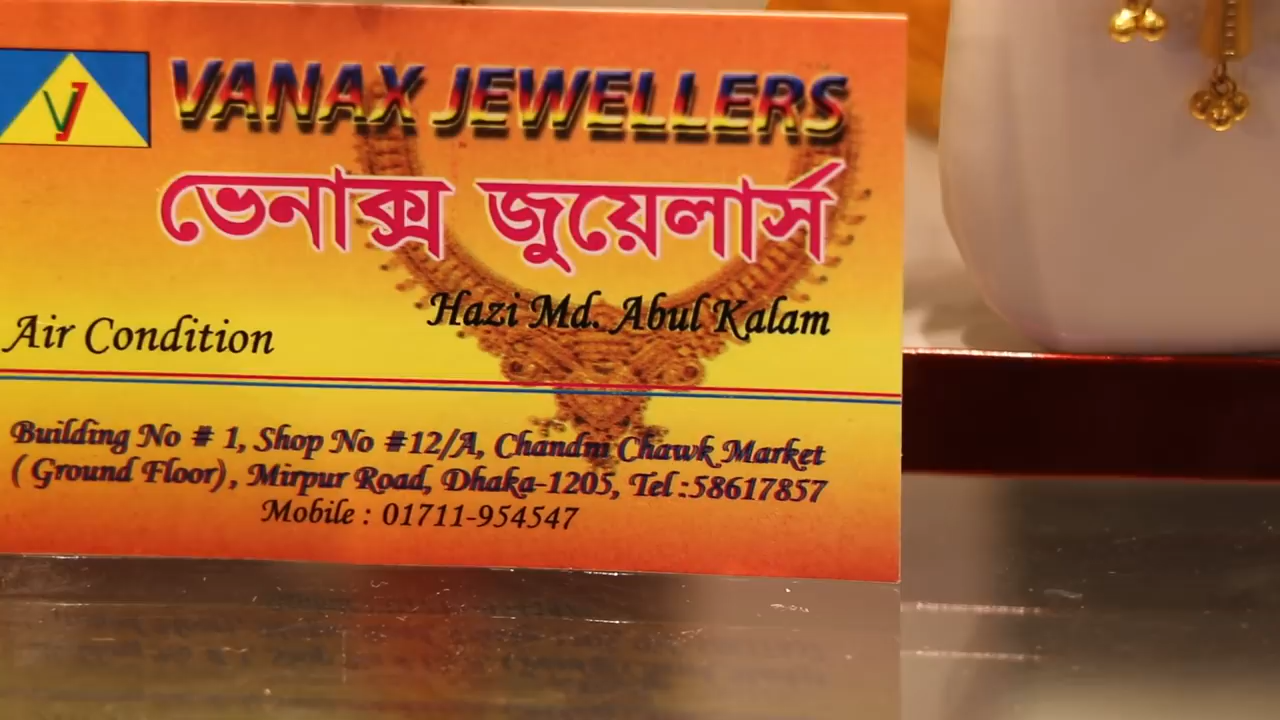 VJ
VANAX JEWELLERS
ভেনাক্স জুয়েলার্স
Hazi Md. Abul Kalam
Air Condition
Building No # 1, Shop No #12/A, Chandni Chawk Market
( Ground Floor), Mirpur Road, Dhaka-1205, Tel :58617857
Mobile : 01711-954547